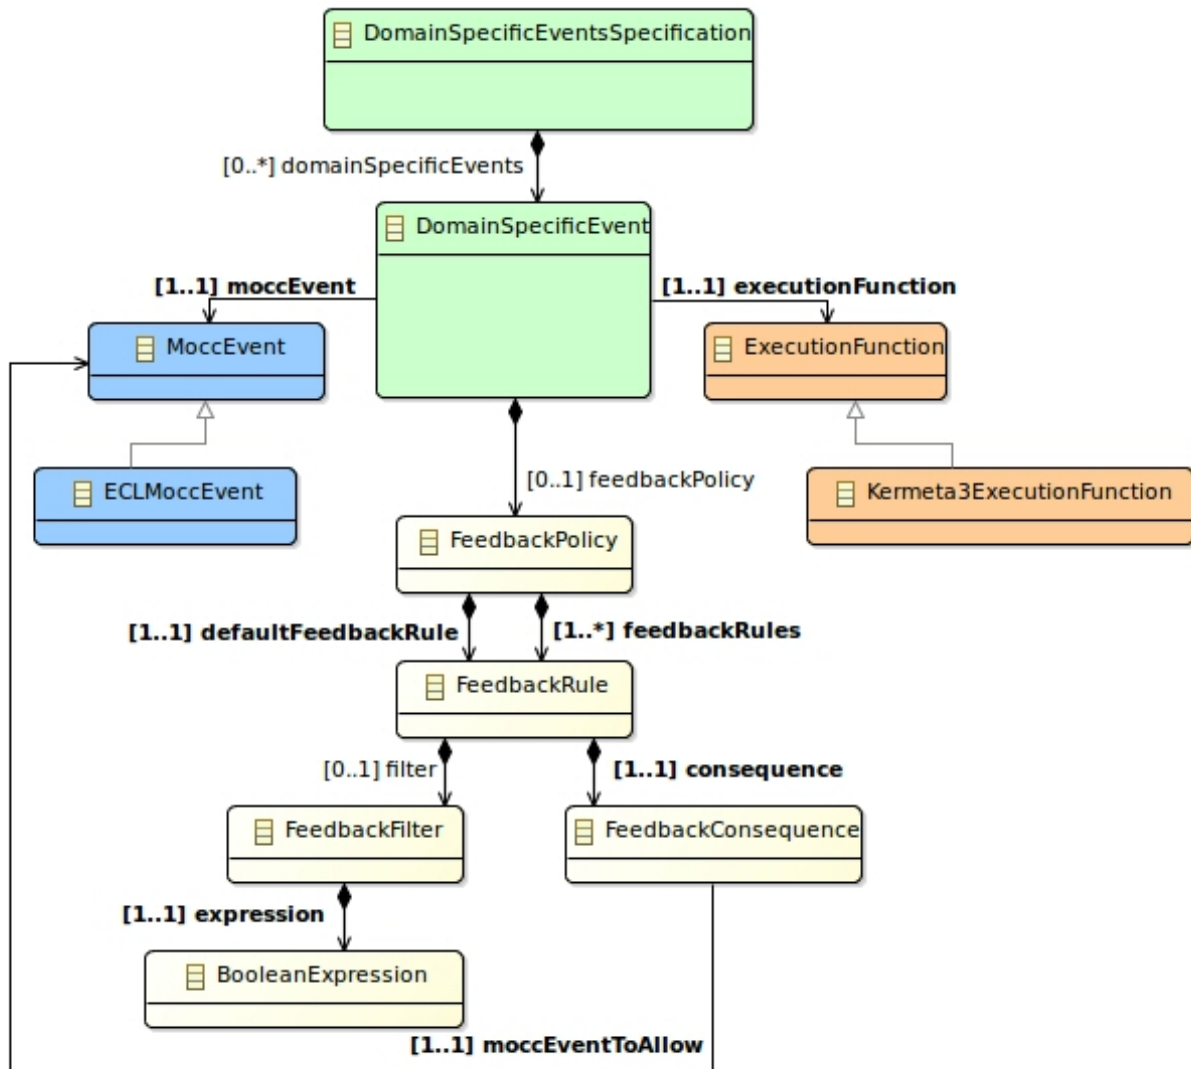 DomainSpecificEventsSpecification
[0..*] domainSpecificEvents
DomainSpecificEvent
[1..1] moccEvent
[1..1] executionFunction
MoccEvent
ExecutionFunction
ECLMoccEvent
[0..1] feedbackPolicy
Kermeta3ExecutionFunction
FeedbackPolicy
[1..1] defaultFeedbackRule
[1..*] feedbackRules
FeedbackRule
[0..1] filter
[1..1] consequence
FeedbackFilter
FeedbackConsequence
[1..1] expression
BooleanExpression
[1..1] moccEventToAllow